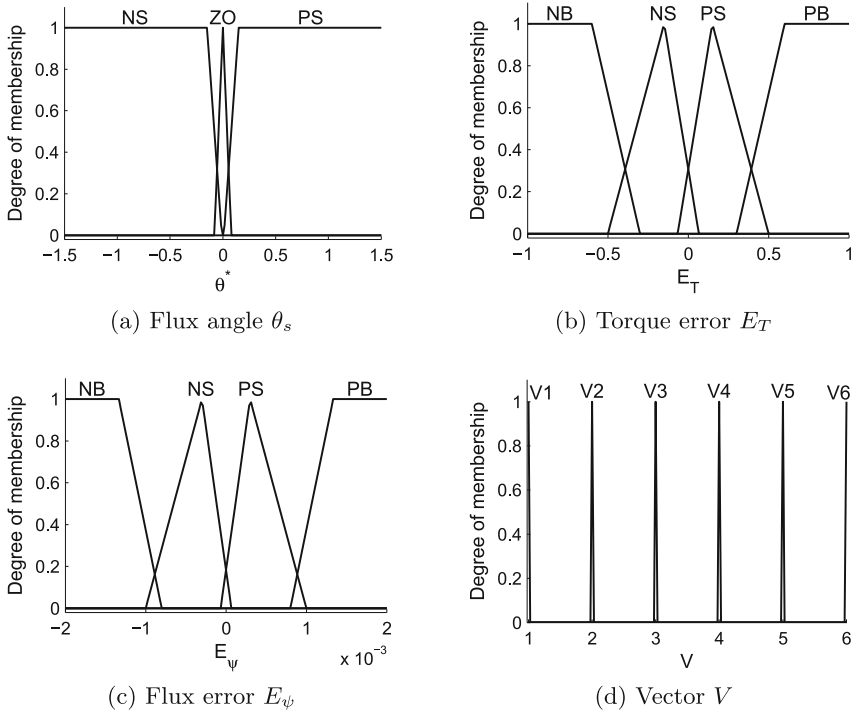 NS ZO PS
1
0.8
0.6
0.4
0.2
0
Degree of membership
−1.5 −1 −0.5 0 0.5 1 1.5
θ*
(a) Flux angle θs
NB NS PS PB
1
0.8
0.6
0.4
0.2
0
Degree of membership
−1 −0.5 0 0.5 1
E_T
(b) Torque error E_T
NB NS PS PB
1
0.8
0.6
0.4
0.2
0
Degree of membership
−2 −1 0 1 2
E_ψ x 10^−3
(c) Flux error E_ψ
V1 V2 V3 V4 V5 V6
1
0.8
0.6
0.4
0.2
0
Degree of membership
1 2 3 4 5 6
V
(d) Vector V